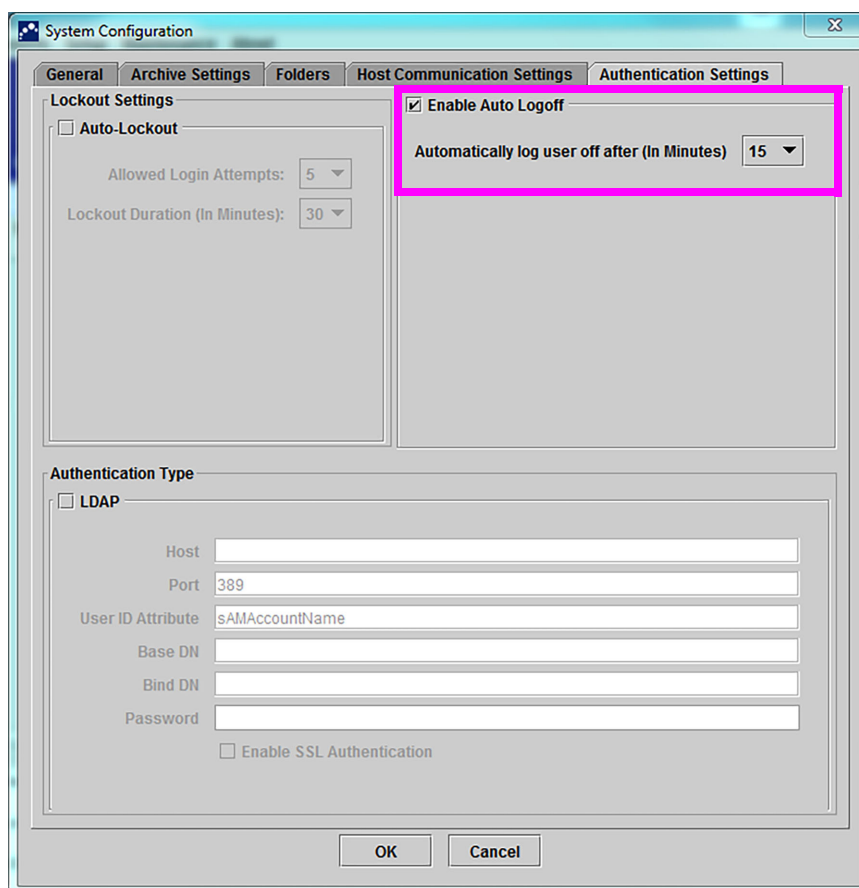 System Configuration
General Archive Settings Folders Host Communication Settings Authentication Settings
Lockout Settings
Auto-Lockout
Allowed Login Attempts: 5
Lockout Duration (In Minutes): 30
Enable Auto Logoff
Automatically log user off after (In Minutes) 15
Authentication Type
LDAP
Host
Port 389
User ID Attribute sAMAccountName
Base DN
Bind DN
Password
Enable SSL Authentication
OK Cancel